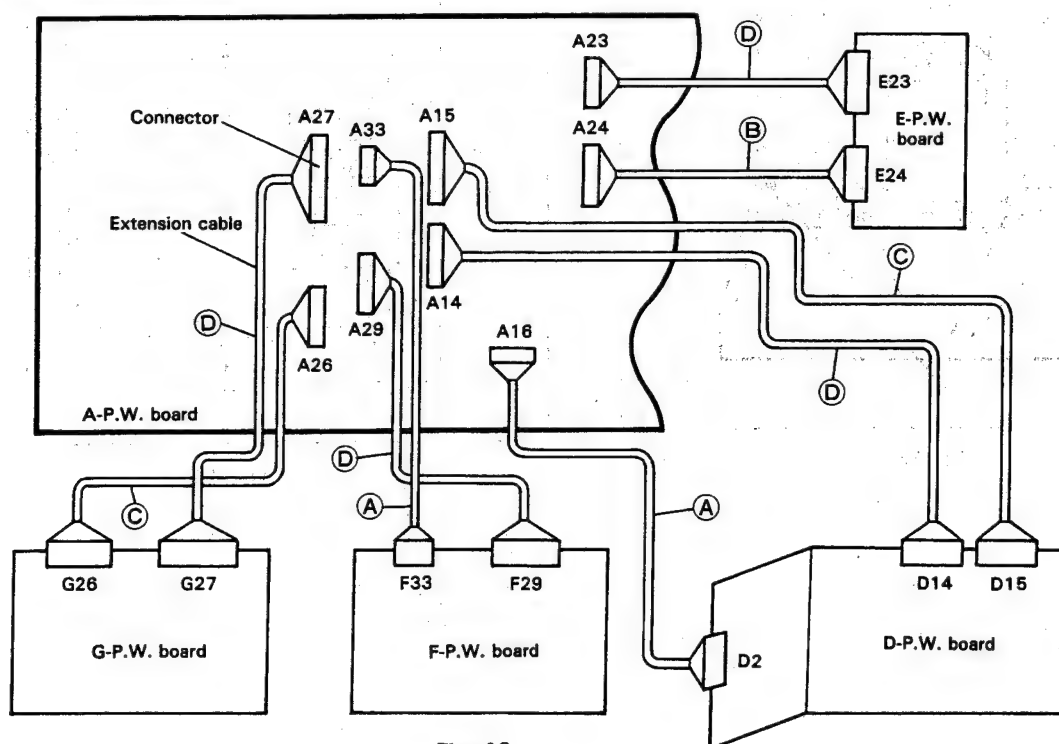 A23
D
E23
E-P.W.
board
A24
B
E24
Connector
A27
A33
A15
Extension cable
C
D
A26
A29
A14
A16
D
A-P.W. board
D
A
A
C
G26
G27
F33
F29
D14
D15
G-P.W. board
F-P.W. board
D2
D-P.W. board